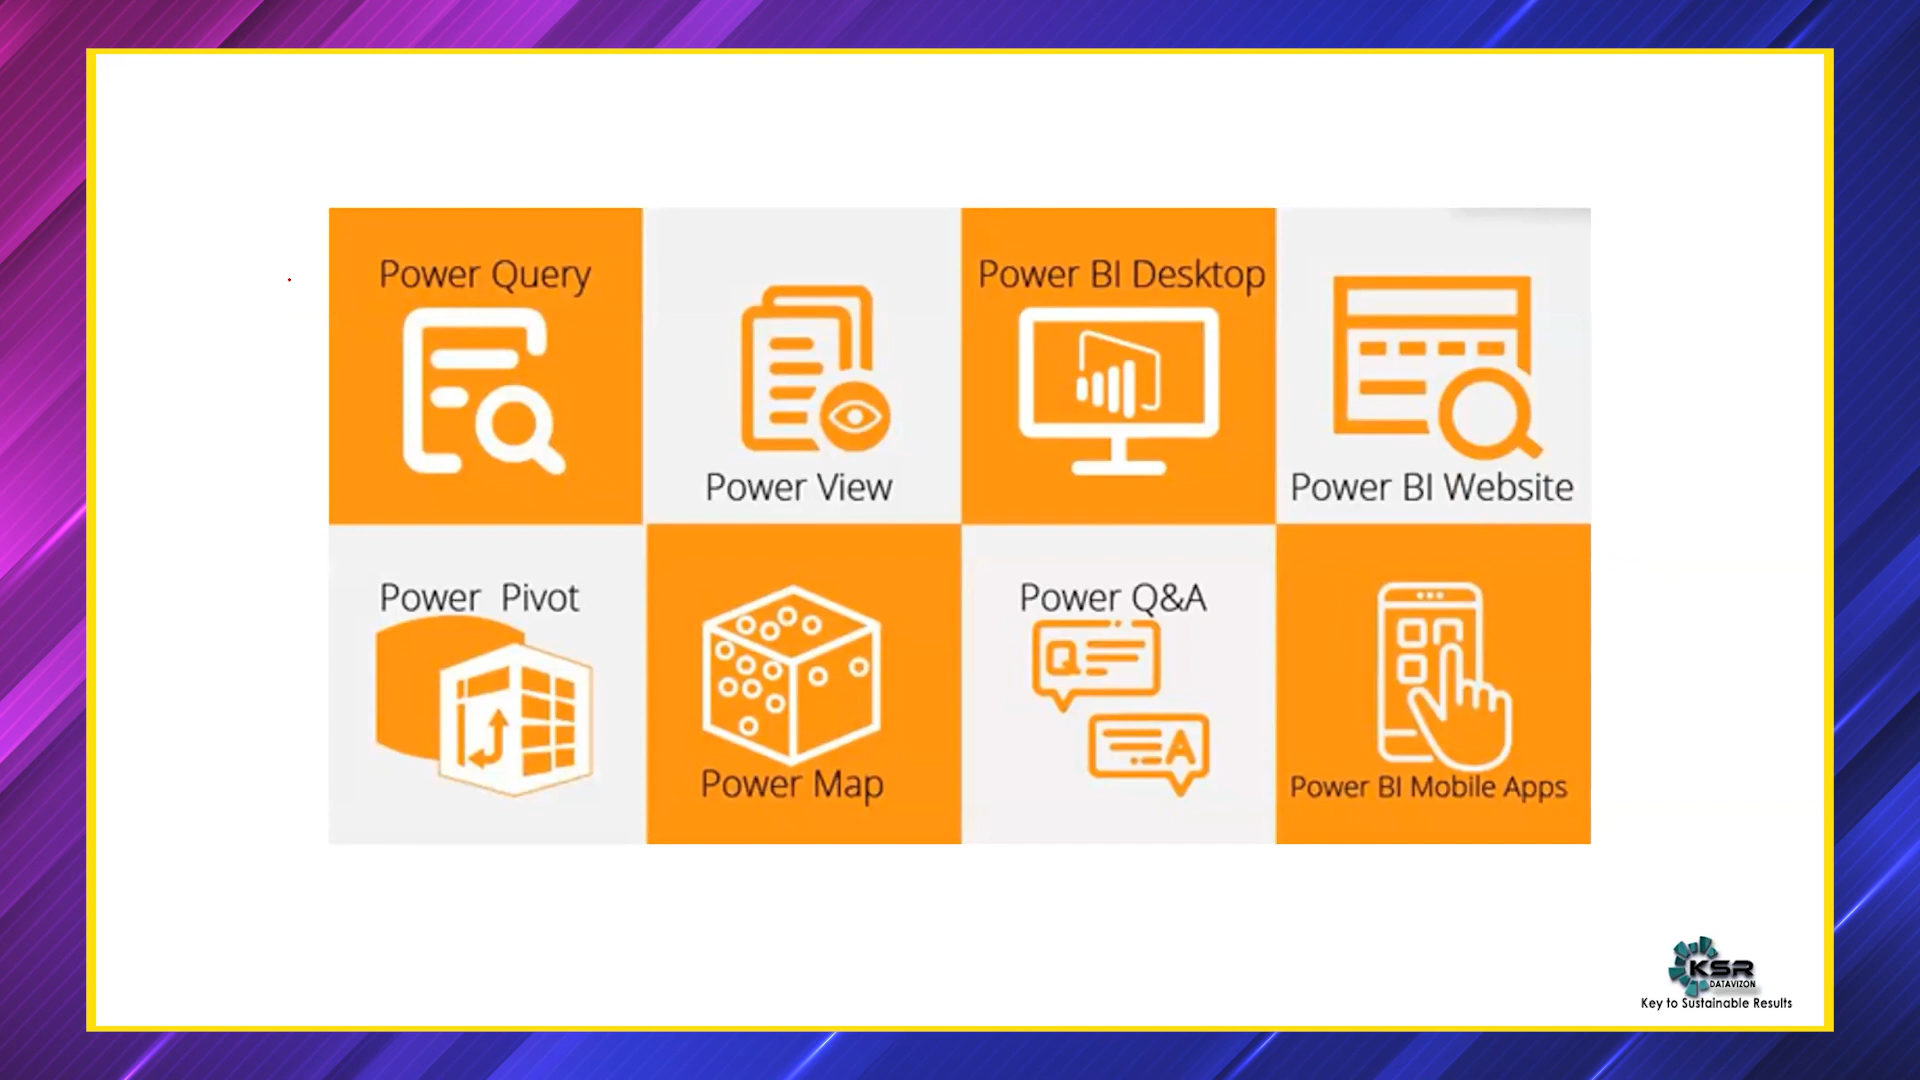 Power Query
Power View
Power BI Desktop
Power BI Website
Power  Pivot
Power Map
Power Q&A
Q
A
Power BI Mobile Apps
KSR
DATAVIZON
Key to Sustainable Results